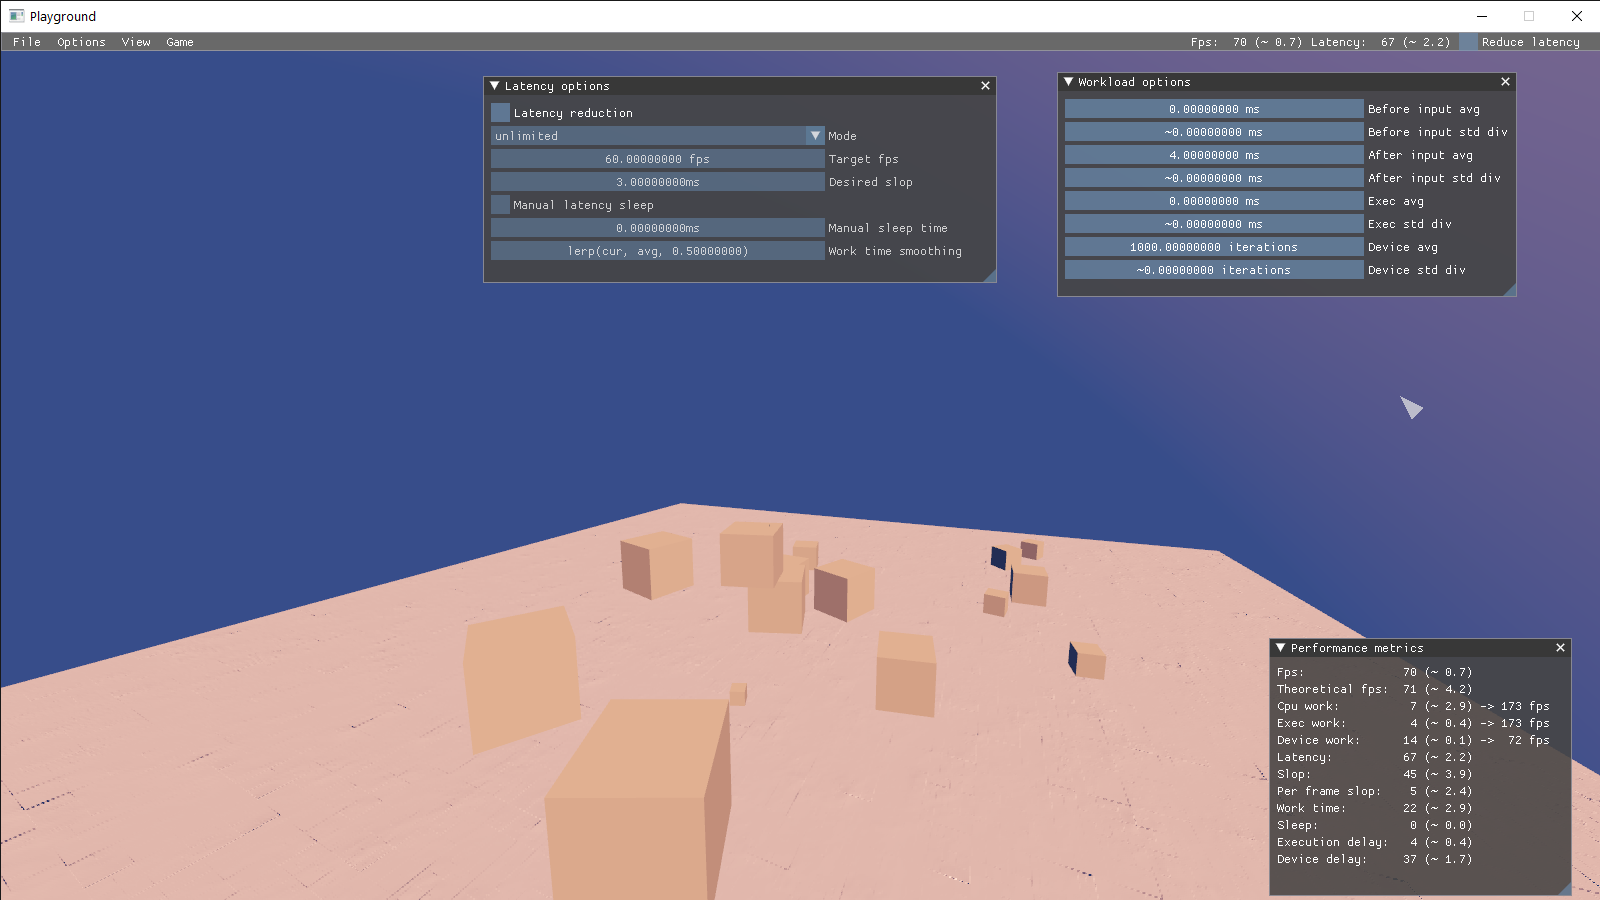 Playground
File Options View Game
Fps: 70 (~ 0.7) Latency: 67 (~ 2.2) Reduce latency
Latency options
Latency reduction
unlimited Mode
60.00000000 fps Target fps
3.00000000ms Desired slop
Manual latency sleep
0.00000000ms Manual sleep time
lerp(cur, avg, 0.50000000) Work time smoothing
Workload options
0.00000000 ms Before input avg
~0.00000000 ms Before input std div
4.00000000 ms After input avg
~0.00000000 ms After input std div
0.00000000 ms Exec avg
~0.00000000 ms Exec std div
1000.00000000 iterations Device avg
~0.00000000 iterations Device std div
Performance metrics
Fps: 70 (~ 0.7)
Theoretical fps: 71 (~ 4.2)
Cpu work: 7 (~ 2.9) -> 173 fps
Exec work: 4 (~ 0.4) -> 173 fps
Device work: 14 (~ 0.1) -> 72 fps
Latency: 67 (~ 2.2)
Slop: 45 (~ 3.9)
Per frame slop: 5 (~ 2.4)
Work time: 22 (~ 2.9)
Sleep: 0 (~ 0.0)
Execution delay: 4 (~ 0.4)
Device delay: 37 (~ 1.7)